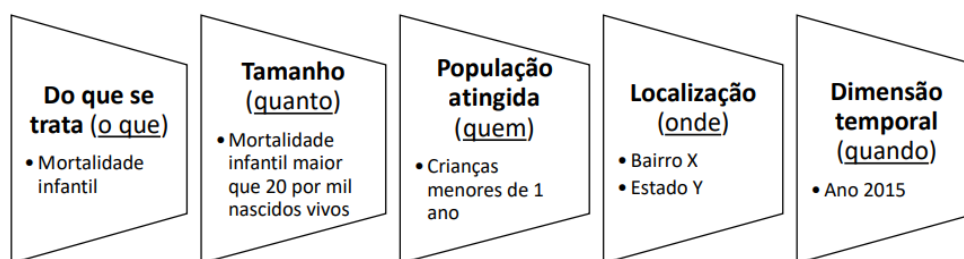 Do que se
trata (o que)
• Mortalidade
infantil
Tamanho
(quanto)
• Mortalidade
infantil maior
que 20 por mil
nascidos vivos
População
atingida
(quem)
• Crianças
menores de 1
ano
Localização
(onde)
• Bairro X
• Estado Y
Dimensão
temporal
(quando)
• Ano 2015